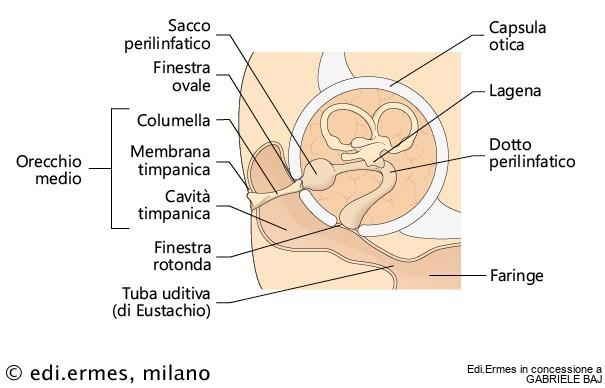 Sacco
perilinfatico
Finestra
ovale
Columella
Orecchio
medio
Membrana
timpanica
Cavità
timpanica
Finestra
rotonda
Tuba uditiva
(di Eustachio)
Capsula
otica
Lagena
Dotto
perilinfatico
Faringe
© edi.ermes, milano
Edi.Ermes in concessione a
GABRIELE BAJ